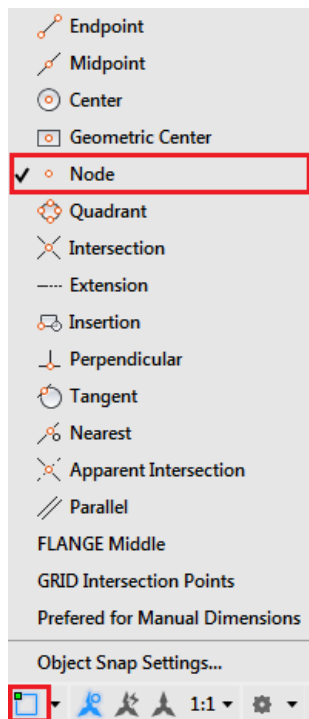 Endpoint
Midpoint
Center
Geometric Center
Node
Quadrant
Intersection
Extension
Insertion
Perpendicular
Tangent
Nearest
Apparent Intersection
Parallel
FLANGE Middle
GRID Intersection Points
Prefered for Manual Dimensions
Object Snap Settings...
1:1